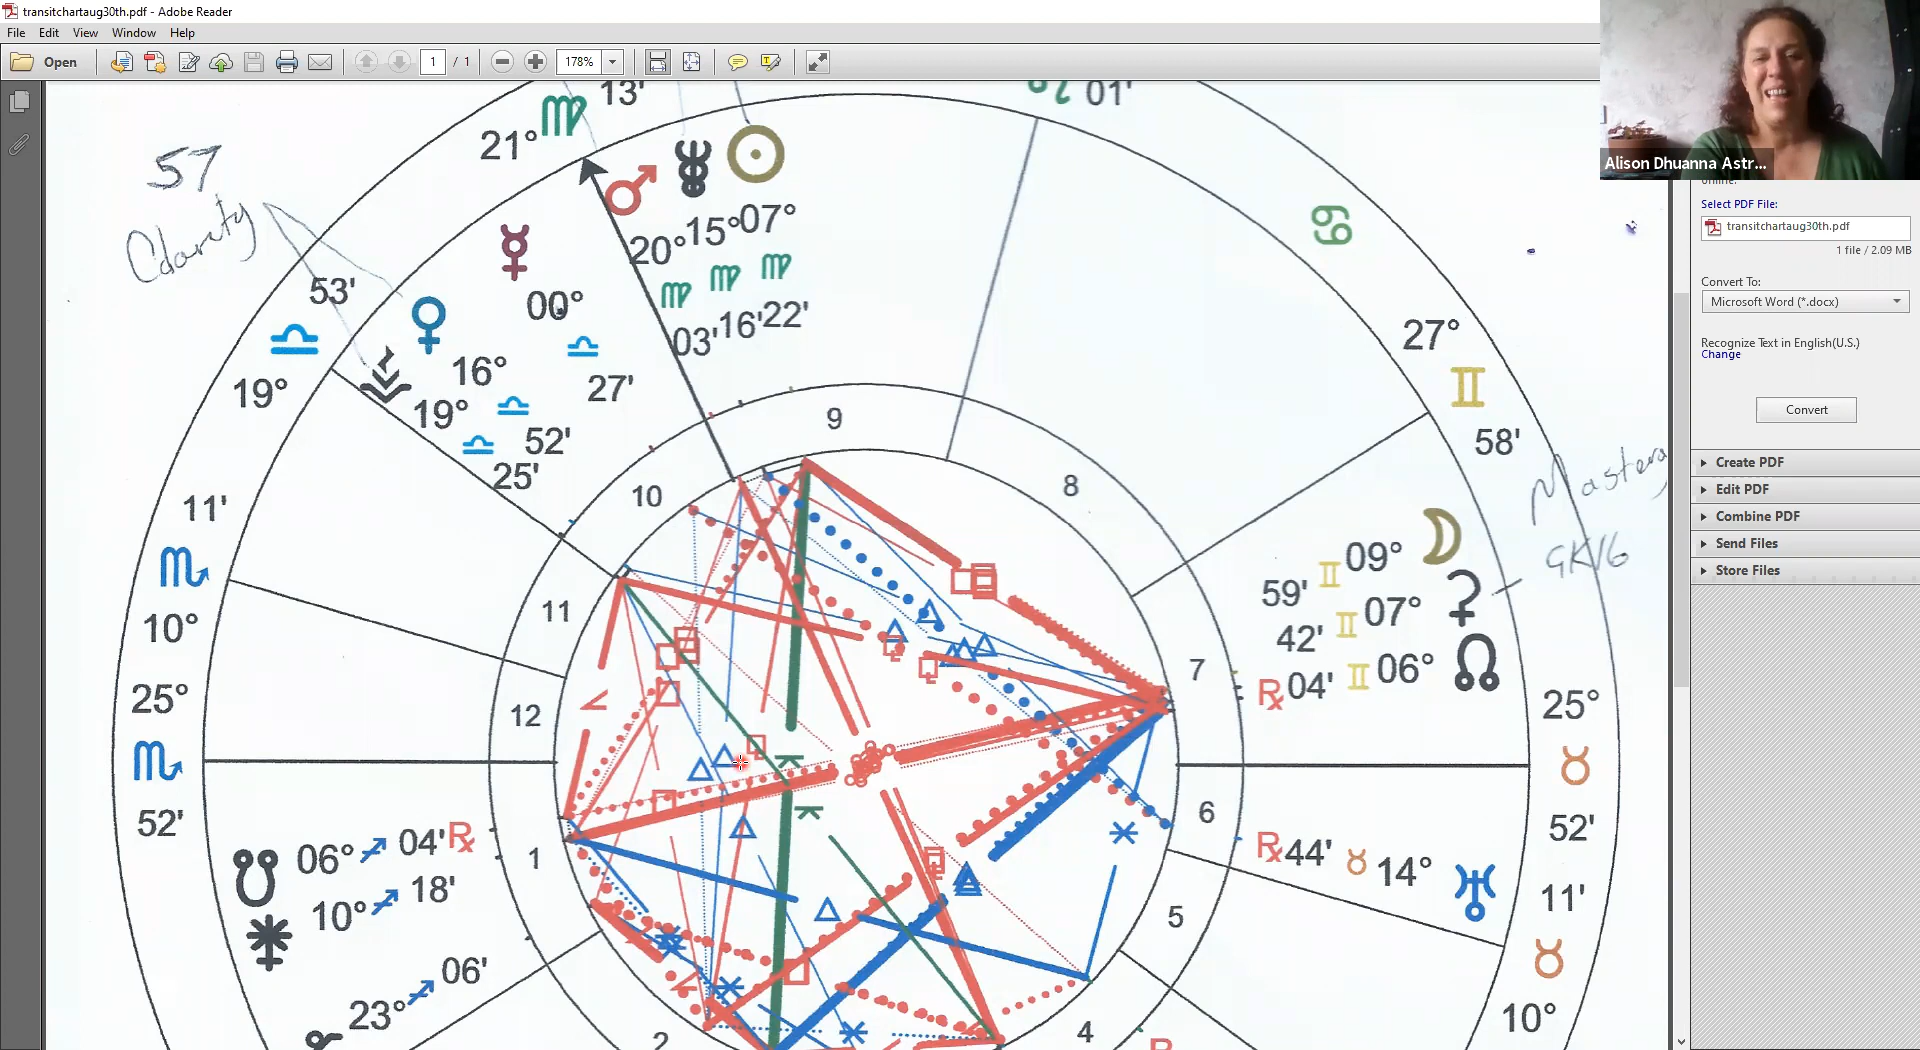 transitchartaug30th.pdf - Adobe Reader
File Edit View Window Help
Open 1 / 1 178%
Alison Dhuanna Astr...
Select PDF File:
transitchartaug30th.pdf
1 file / 2.09 MB
Convert To:
Microsoft Word (*.docx)
Recognize Text in English(U.S.)
Change
Convert
Create PDF
Edit PDF
Combine PDF
Send Files
Store Files
57
Clarity
21° ♍ 13'
♌ 01'
♋
27° ♊ 58'
Mastery
GK16
53' ♎ 19°
11' ♏ 10°
25° ♏ 52'
♂ 20° ♍ 03'
15° ♍ 16'
☉ 07° ♍ 22'
☿ 00° ♎ 27'
♀ 16° ♎ 52'
19° ♎ 25'
59' ♊ 09° ☽
42' ♊ 07° ⚳
℞ 04' ♊ 06° ☊
25° ♉ 52'
℞ 44' ♉ 14° ♅
11' ♉ 10°
☋ 06° ♐ 04' ℞
10° ♐ 18'
23° ♐ 06'
9
8
7
6
5
4
10
11
12
1
2
℞